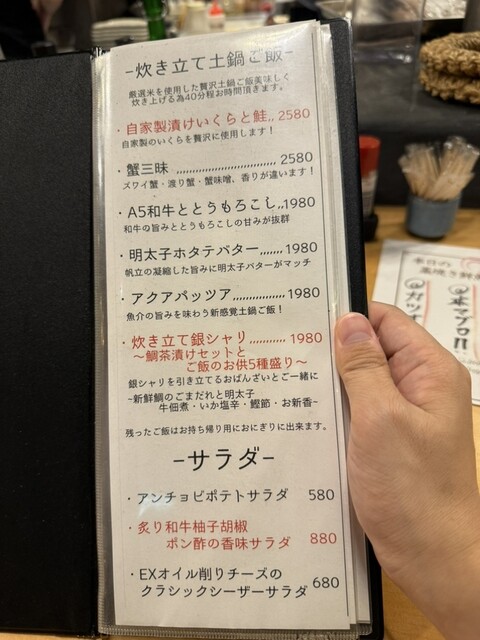 -炊き立て土鍋ご飯-
厳選米を使用した贅沢土鍋ご飯美味しく
炊き上げる為40分程お時間頂きます。
・自家製漬けいくらと鮭,, 2580
自家製のいくらを贅沢に使用します！
・蟹三昧 ............................ 2580
ズワイ蟹・渡り蟹・蟹味噌、香りが違います！
・A5和牛ととうもろこし,,1980
和牛の旨みととうもろこしの甘みが抜群
・明太子ホタテバター,,,,,,,1980
帆立の凝縮した旨みに明太子バターがマッチ
・アクアパッツア,,,,,,,,,,,,,,,1980
魚介の旨みを味わう新感覚土鍋ご飯！
・炊き立て銀シャリ........... 1980
〜鯛茶漬けセットと
ご飯のお供5種盛り〜
銀シャリを引き立てるおばんざいとご一緒に
~新鮮鯛のごまだれと明太子
牛佃煮・いか塩辛・鰹節・お新香~
残ったご飯はお持ち帰り用におにぎりに出来ます。
-サラダ-
・アンチョビポテトサラダ 580
・炙り和牛柚子胡椒
ポン酢の香味サラダ 880
・EXオイル削りチーズの
クラシックシーザーサラダ 680
本日の
藁焼き鮮魚
本マグロ!!